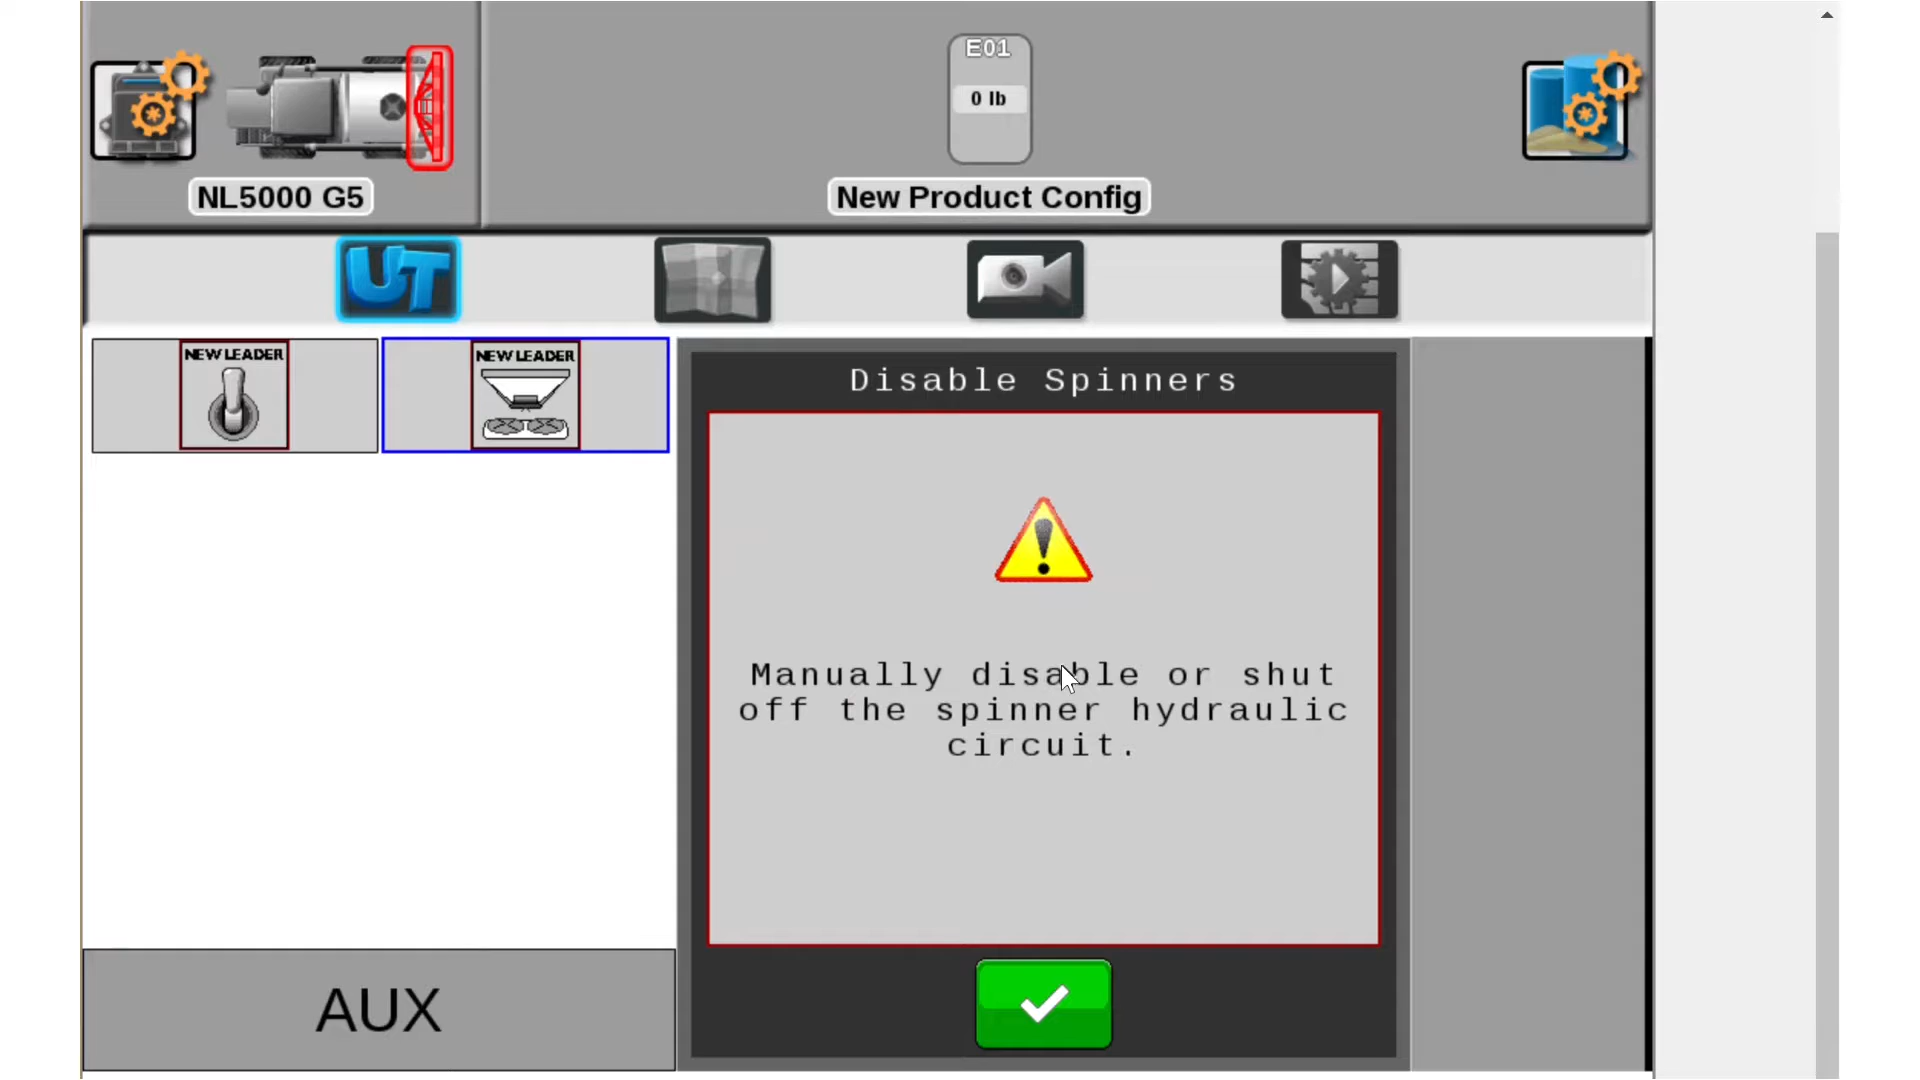 E01
0 lb
NL5000 G5
New Product Config
UT
NEW LEADER
NEW LEADER
Disable Spinners
Manually disable or shut
off the spinner hydraulic
circuit.
AUX